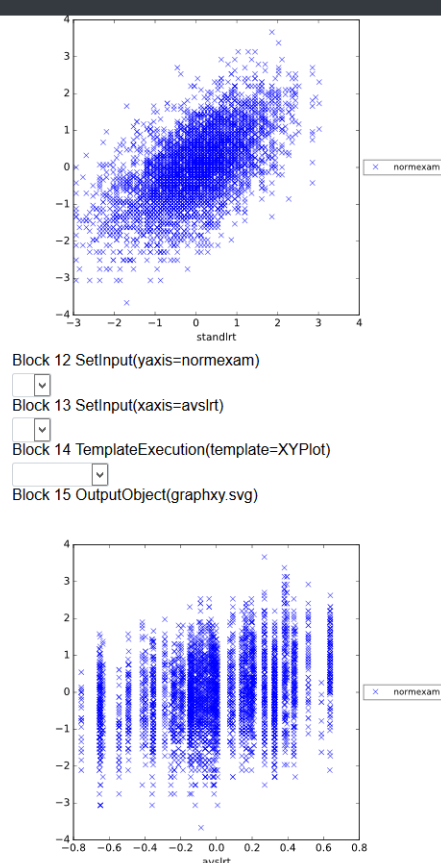 4
3
2
1
0
−1
−2
−3
−4
−3 −2 −1 0 1 2 3 4
standlrt
normexam
Block 12 SetInput(yaxis=normexam)
Block 13 SetInput(xaxis=avslrt)
Block 14 TemplateExecution(template=XYPlot)
Block 15 OutputObject(graphxy.svg)
4
3
2
1
0
−1
−2
−3
−4
−0.8 −0.6 −0.4 −0.2 0.0 0.2 0.4 0.6 0.8
avslrt
normexam